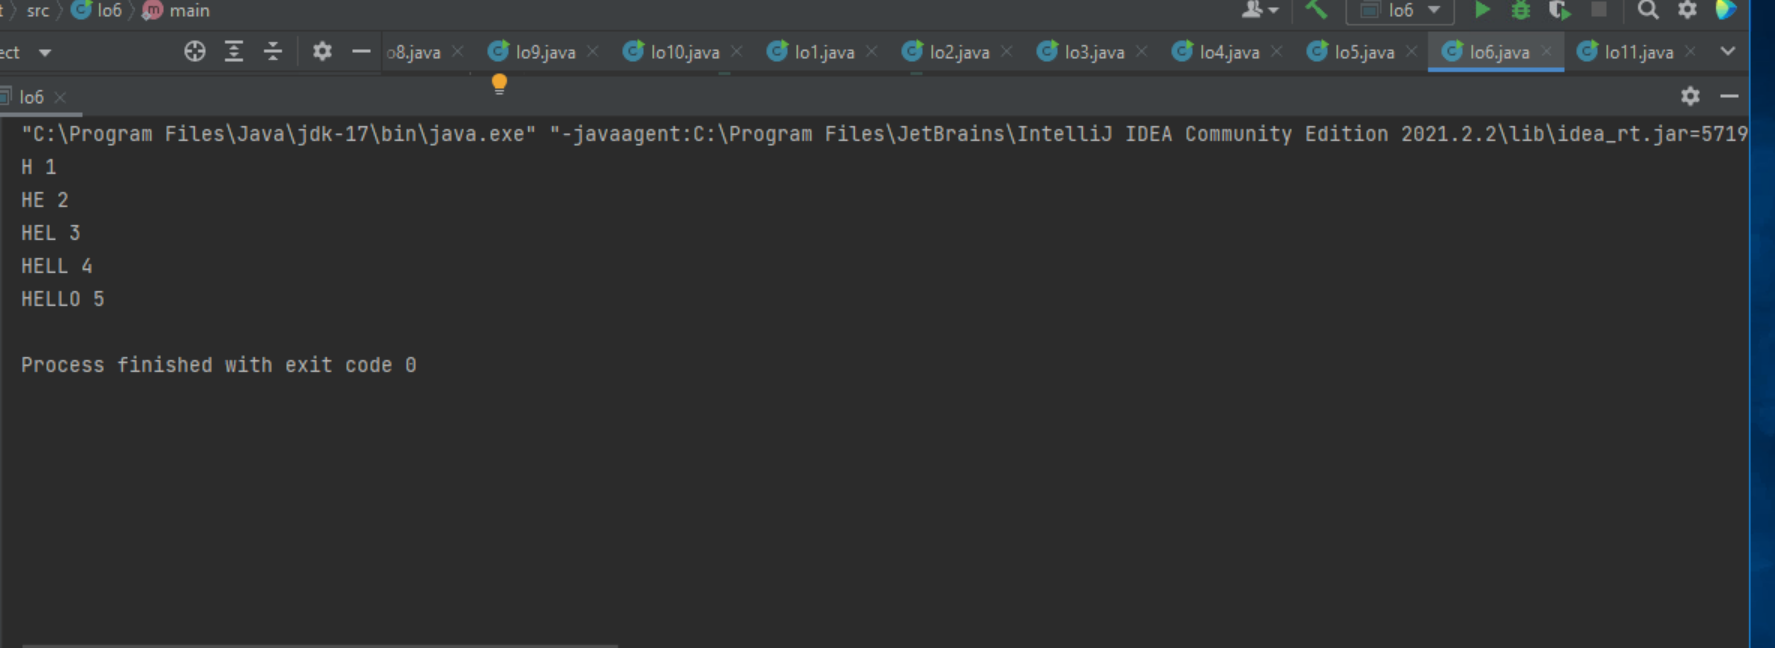 src lo6 main lo6
lo9.java lo10.java lo1.java lo2.java lo3.java lo4.java lo5.java lo6.java lo11.java
lo6
"C:\Program Files\Java\jdk-17\bin\java.exe" "-javaagent:C:\Program Files\JetBrains\IntelliJ IDEA Community Edition 2021.2.2\lib\idea_rt.jar=5719
H 1
HE 2
HEL 3
HELL 4
HELLO 5
Process finished with exit code 0